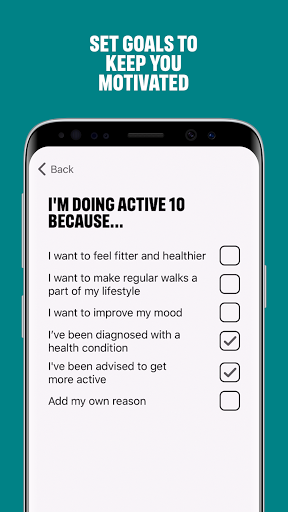 SET GOALS TO
KEEP YOU
MOTIVATED
Back
I'M DOING ACTIVE 10
BECAUSE...
I want to feel fitter and healthier
I want to make regular walks a
part of my lifestyle
I want to improve my mood
I've been diagnosed with a
health condition
I've been advised to get
more active
Add my own reason